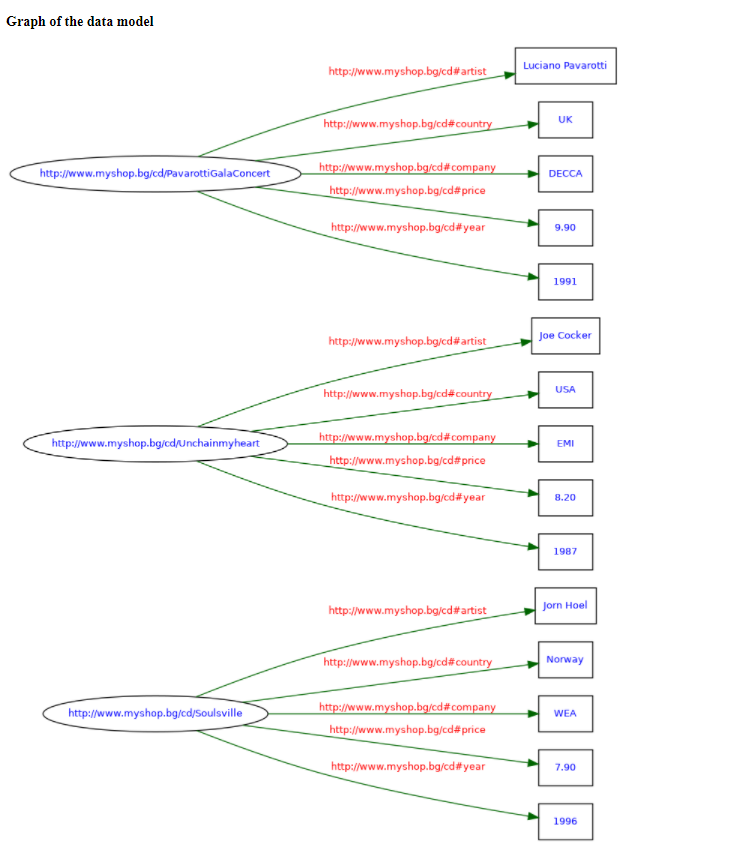 Graph of the data model
http://www.myshop.bg/cd#artist
Luciano Pavarotti
http://www.myshop.bg/cd#country
UK
http://www.myshop.bg/cd/PavarottiGalaConcert
http://www.myshop.bg/cd#company
DECCA
http://www.myshop.bg/cd#price
9.90
http://www.myshop.bg/cd#year
1991
http://www.myshop.bg/cd#artist
Joe Cocker
http://www.myshop.bg/cd#country
USA
http://www.myshop.bg/cd/Unchainmyheart
http://www.myshop.bg/cd#company
EMI
http://www.myshop.bg/cd#price
8.20
http://www.myshop.bg/cd#year
1987
http://www.myshop.bg/cd#artist
Jorn Hoel
http://www.myshop.bg/cd#country
Norway
http://www.myshop.bg/cd/Soulsville
http://www.myshop.bg/cd#company
WEA
http://www.myshop.bg/cd#price
7.90
http://www.myshop.bg/cd#year
1996